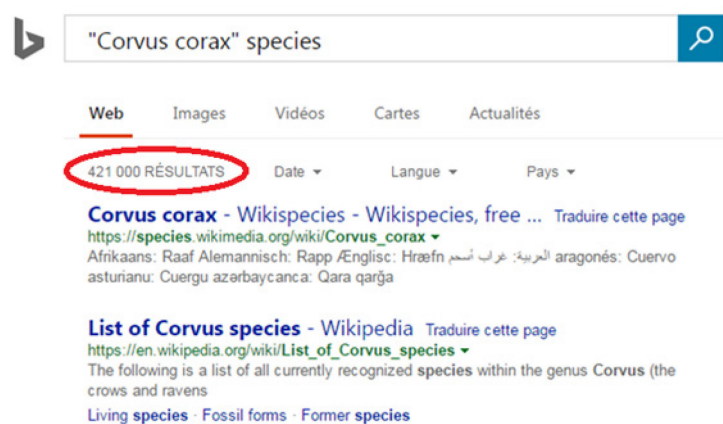 "Corvus corax" species
Web Images Vidéos Cartes Actualités
421 000 RÉSULTATS Date Langue Pays
Corvus corax - Wikispecies - Wikispecies, free ... Traduire cette page
https://species.wikimedia.org/wiki/Corvus_corax
Afrikaans: Raaf Alemannisch: Rapp Ænglisc: Hræfn العربية: غراب أسحم aragonés: Cuervo
asturianu: Cuergu azərbaycanca: Qara qarğa
List of Corvus species - Wikipedia Traduire cette page
https://en.wikipedia.org/wiki/List_of_Corvus_species
The following is a list of all currently recognized species within the genus Corvus (the
crows and ravens
Living species · Fossil forms · Former species